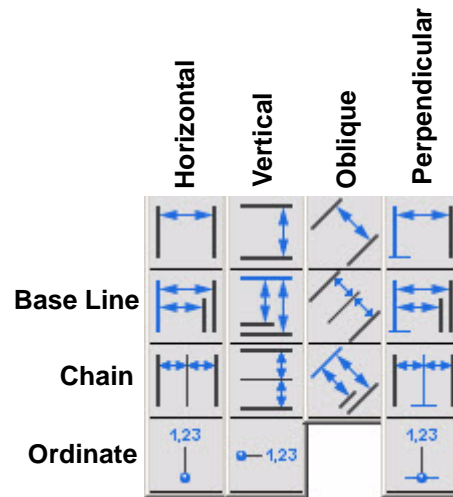 Horizontal
Vertical
Oblique
Perpendicular
Base Line
Chain
Ordinate
1,23
1,23
1,23